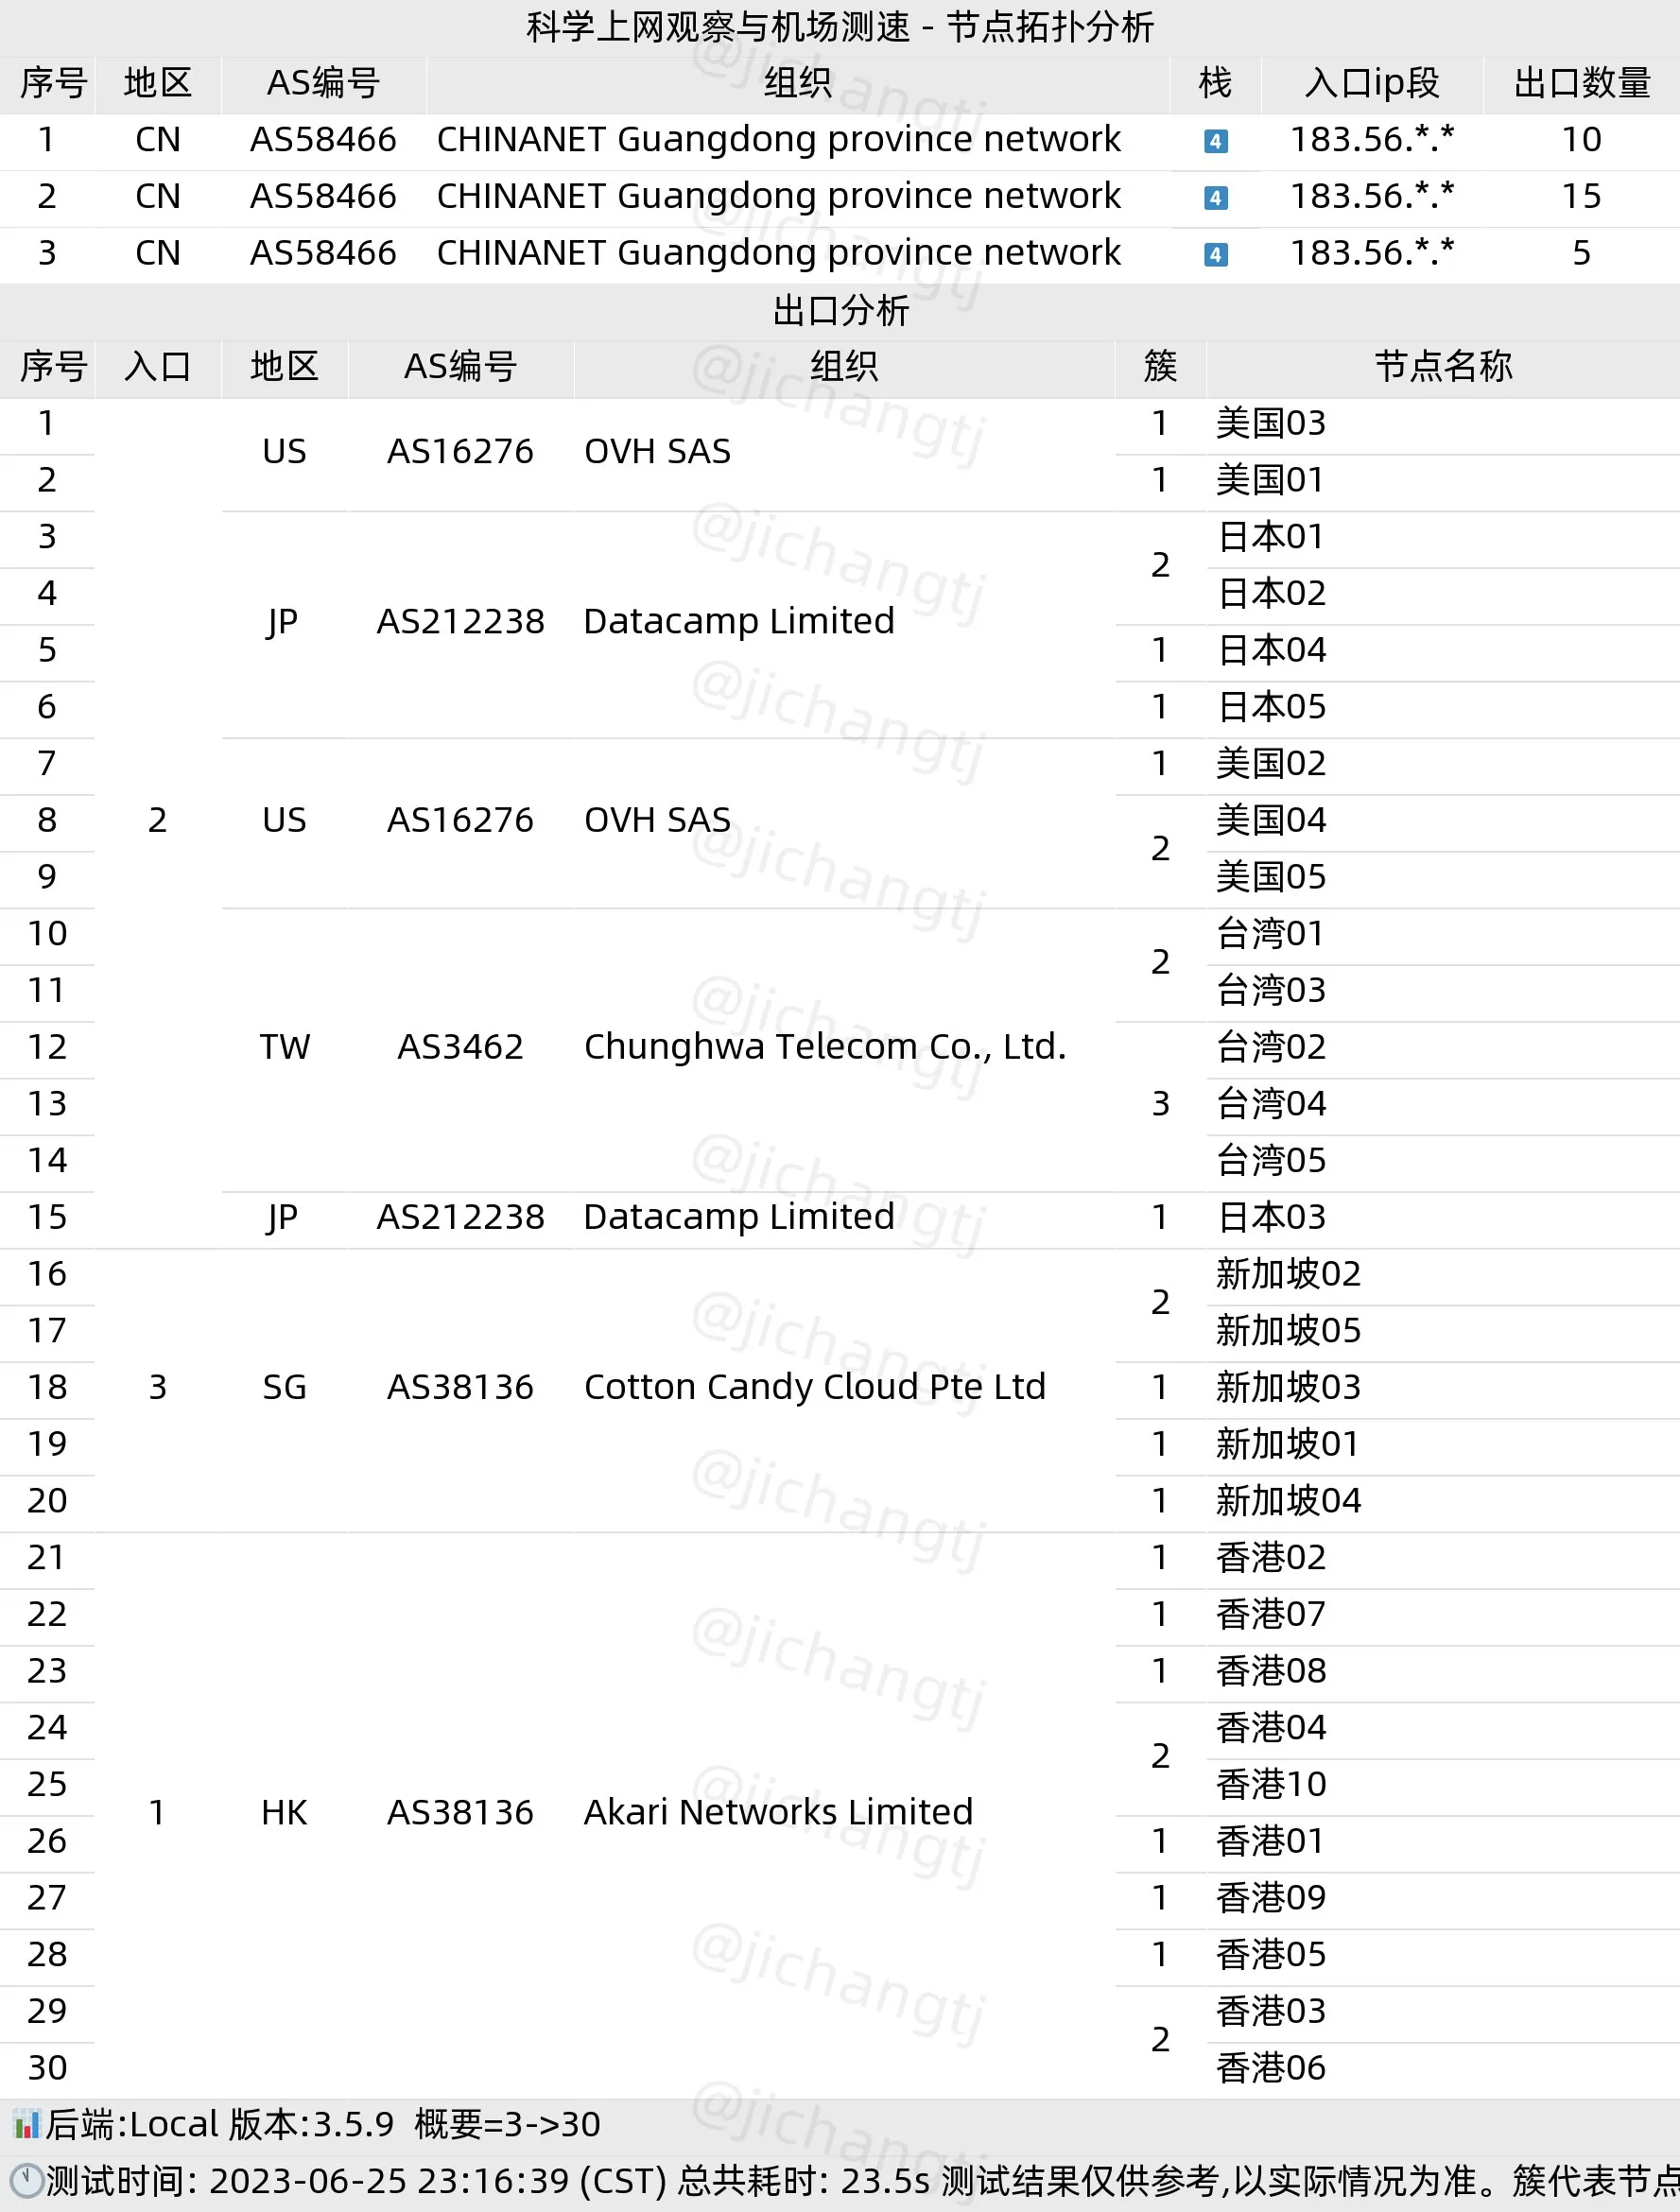 科学上网观察与机场测速 - 节点拓扑分析
序号 地区 AS编号 组织 栈 入口ip段 出口数量
1 CN AS58466 CHINANET Guangdong province network 4 183.56.*.* 10
2 CN AS58466 CHINANET Guangdong province network 4 183.56.*.* 15
3 CN AS58466 CHINANET Guangdong province network 4 183.56.*.* 5
出口分析
序号 入口 地区 AS编号 组织 簇 节点名称
1 US AS16276 OVH SAS 1 美国03
2 1 美国01
3 JP AS212238 Datacamp Limited 2 日本01
4 日本02
5 1 日本04
6 1 日本05
7 1 美国02
8 2 US AS16276 OVH SAS 2 美国04
9 美国05
10 2 台湾01
11 台湾03
12 TW AS3462 Chunghwa Telecom Co., Ltd. 台湾02
13 3 台湾04
14 台湾05
15 JP AS212238 Datacamp Limited 1 日本03
16 2 新加坡02
17 新加坡05
18 3 SG AS38136 Cotton Candy Cloud Pte Ltd 1 新加坡03
19 1 新加坡01
20 1 新加坡04
21 1 香港02
22 1 香港07
23 1 香港08
24 2 香港04
25 香港10
26 1 HK AS38136 Akari Networks Limited 1 香港01
27 1 香港09
28 1 香港05
29 2 香港03
30 香港06
后端:Local 版本:3.5.9 概要=3->30
测试时间: 2023-06-25 23:16:39 (CST) 总共耗时: 23.5s 测试结果仅供参考,以实际情况为准。簇代表节点
@jichangtj
@jichangtj
@jichangtj
@jichangtj
@jichangtj
@jichangtj
@jichangtj
@jichangtj
@jichangtj
@jichangtj
@jichangtj
@jichangtj
@jichangtj
@jichangtj